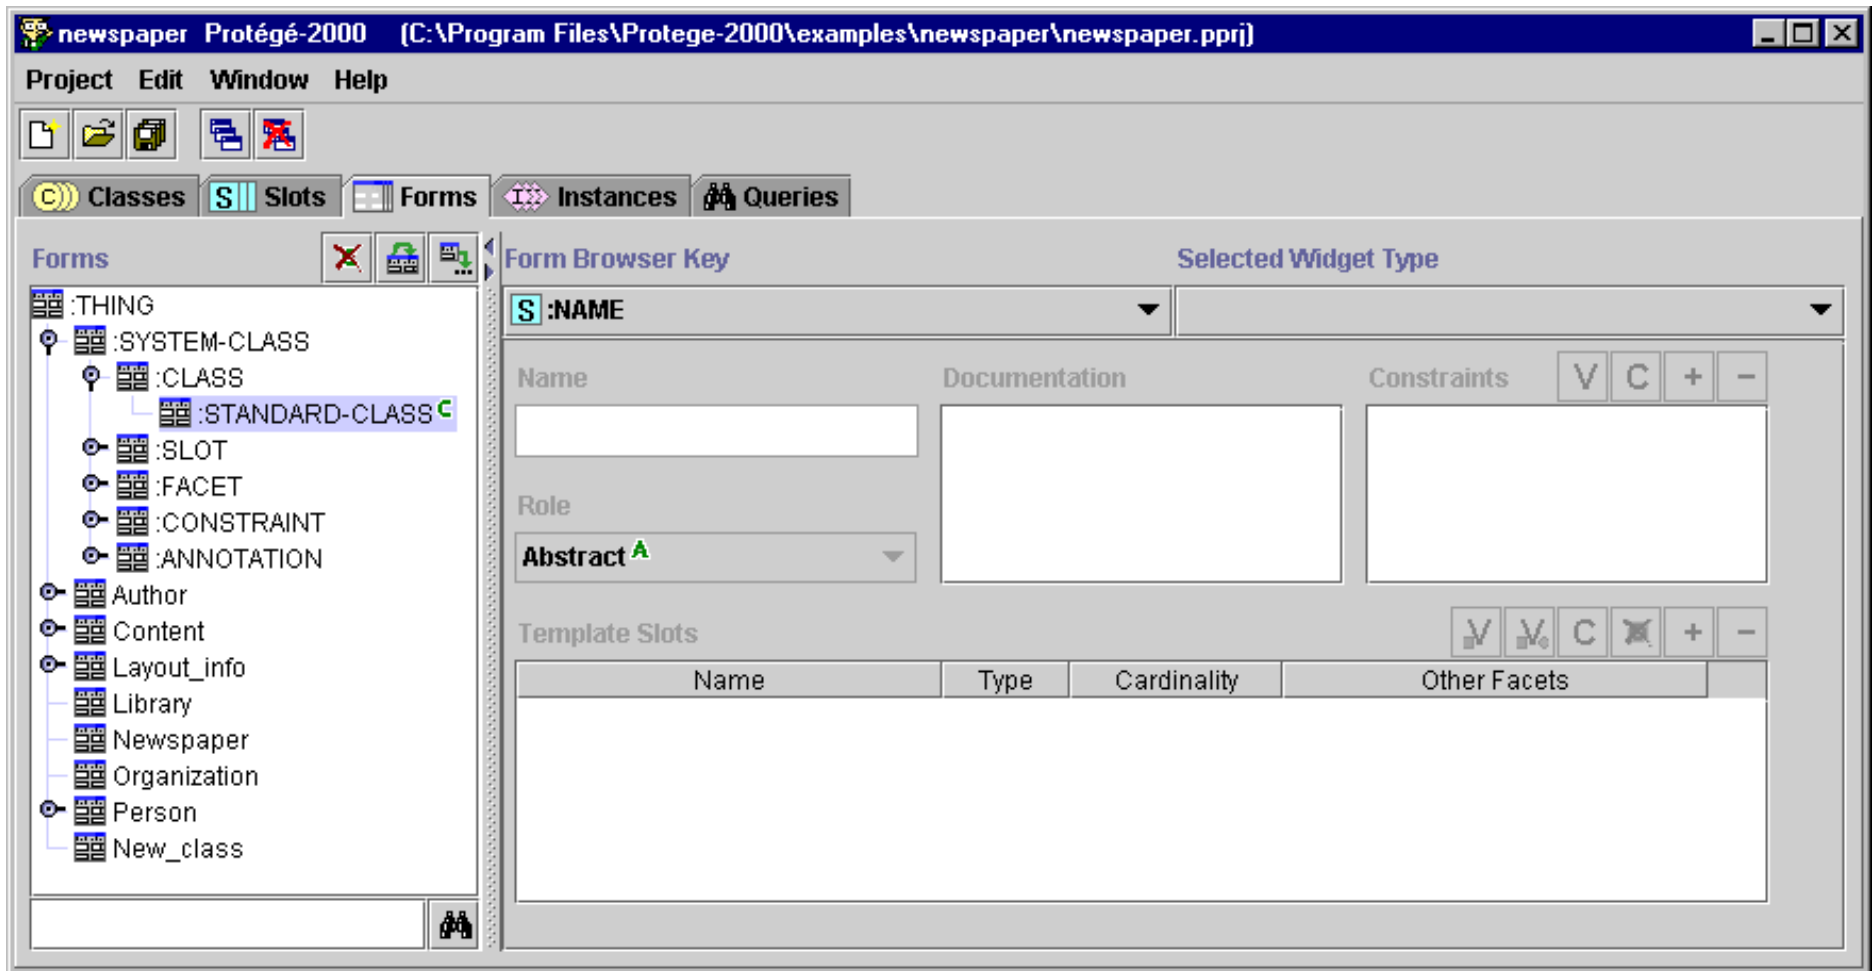 newspaper Protégé-2000 (C:\Program Files\Protege-2000\examples\newspaper\newspaper.pprj)
Project Edit Window Help
C Classes S Slots Forms I Instances Queries
Forms
:THING
:SYSTEM-CLASS
:CLASS
:STANDARD-CLASS C
:SLOT
:FACET
:CONSTRAINT
:ANNOTATION
Author
Content
Layout_info
Library
Newspaper
Organization
Person
New_class
Form Browser Key Selected Widget Type
S :NAME
Name Documentation Constraints V C + −
Role
Abstract A
Template Slots V V C + −
Name Type Cardinality Other Facets